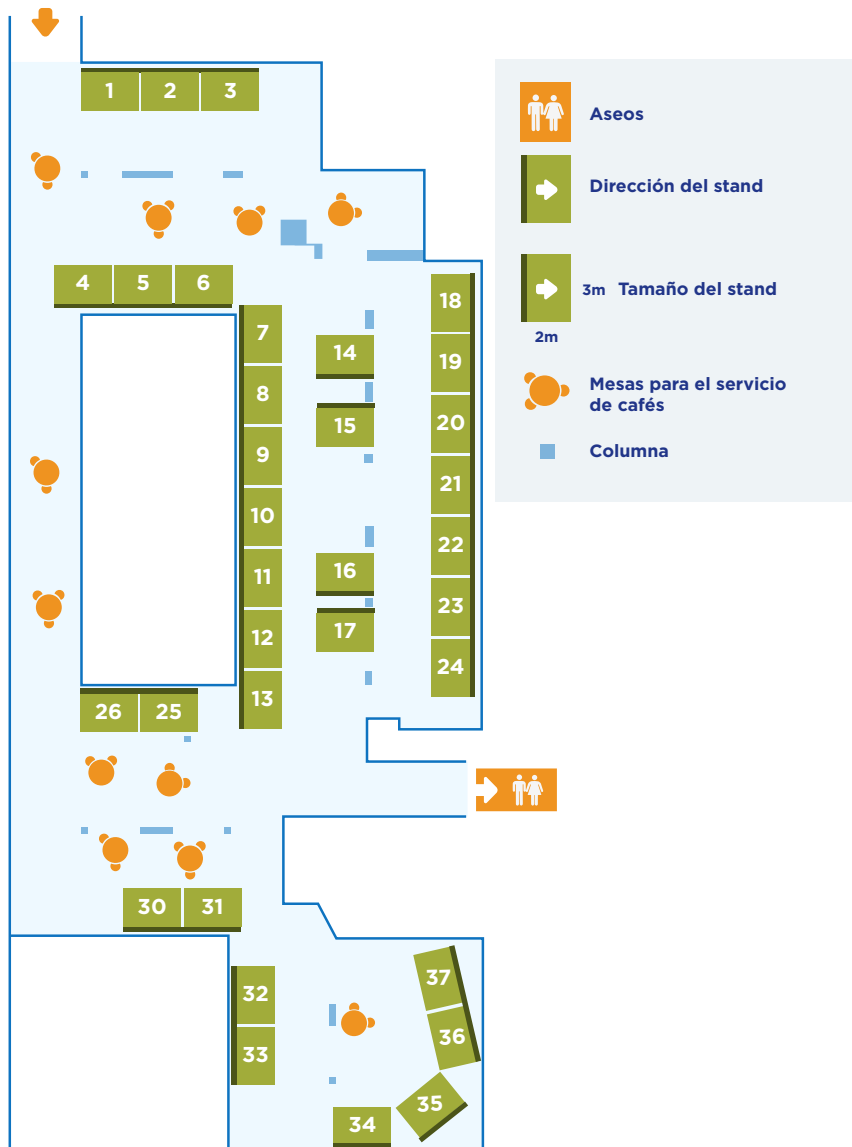 1 2 3
4 5 6
7
8
9
10
11
12
13
14
15
16
17
18
19
20
21
22
23
24
26 25
30 31
32
33
37
36
35
34
Aseos
Dirección del stand
3m Tamaño del stand
2m
Mesas para el servicio
de cafés
Columna